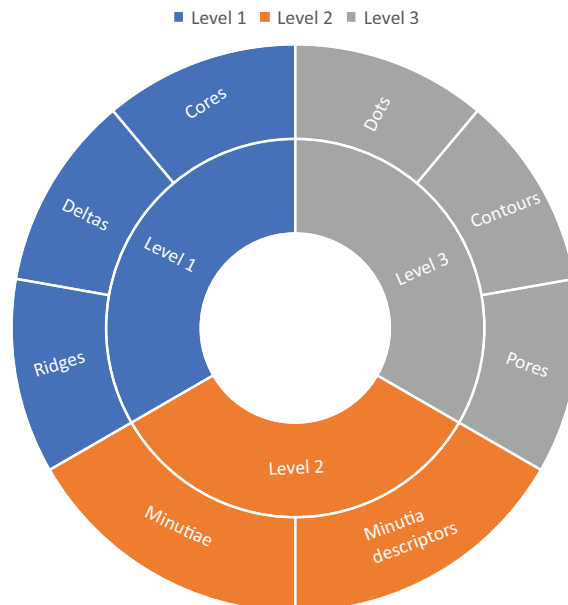 Level 1 Level 2 Level 3
Cores
Dots
Deltas
Contours
Level 1
Level 3
Ridges
Pores
Level 2
Minutiae
Minutia
descriptors